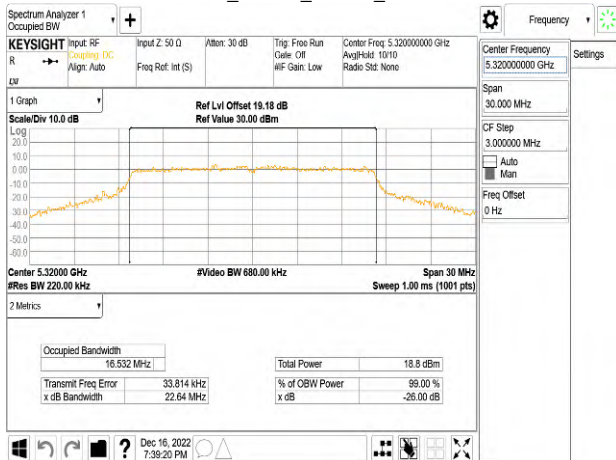 Spectrum Analyzer 1
Occupied BW
Frequency
KEYSIGHT
Input: RF
Input Z: 50 Ω
Atten: 30 dB
Trig: Free Run
Center Freq: 5.320000000 GHz
R
Coupling: DC
Gate: Off
Avg|Hold: 10/10
Align: Auto
Freq Ref: Int (S)
#IF Gain: Low
Radio Std: None
Center Frequency
5.320000000 GHz
Settings
Span
30.000 MHz
CF Step
3.000000 MHz
Auto
Man
Freq Offset
0 Hz
1 Graph
Ref Lvl Offset 19.18 dB
Scale/Div 10.0 dB
Ref Value 30.00 dBm
Log
20.0
10.0
0.00
-10.0
-20.0
-30.0
-40.0
-50.0
-60.0
Center 5.32000 GHz
#Video BW 680.00 kHz
Span 30 MHz
#Res BW 220.00 kHz
Sweep 1.00 ms (1001 pts)
2 Metrics
Occupied Bandwidth
16.532 MHz
Total Power
18.8 dBm
Transmit Freq Error
33.814 kHz
% of OBW Power
99.00 %
x dB Bandwidth
22.64 MHz
x dB
-26.00 dB
?
Dec 16, 2022
7:39:20 PM